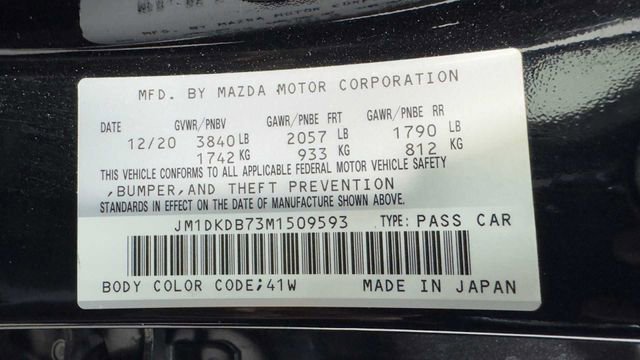 MFD. BY MAZDA MOTOR CORPORATION
DATE GVWR/PNBV GAWR/PNBE FRT GAWR/PNBE RR
12/20 3840 LB 2057 LB 1790 LB
1742 KG 933 KG 812 KG
THIS VEHICLE CONFORMS TO ALL APPLICABLE FEDERAL MOTOR VEHICLE SAFETY
,BUMPER,AND THEFT PREVENTION
STANDARDS IN EFFECT ON THE DATE OF MANUFACTURE SHOWN ABOVE.
JM1DKDB73M1509593 TYPE: PASS CAR
BODY COLOR CODE;41W MADE IN JAPAN